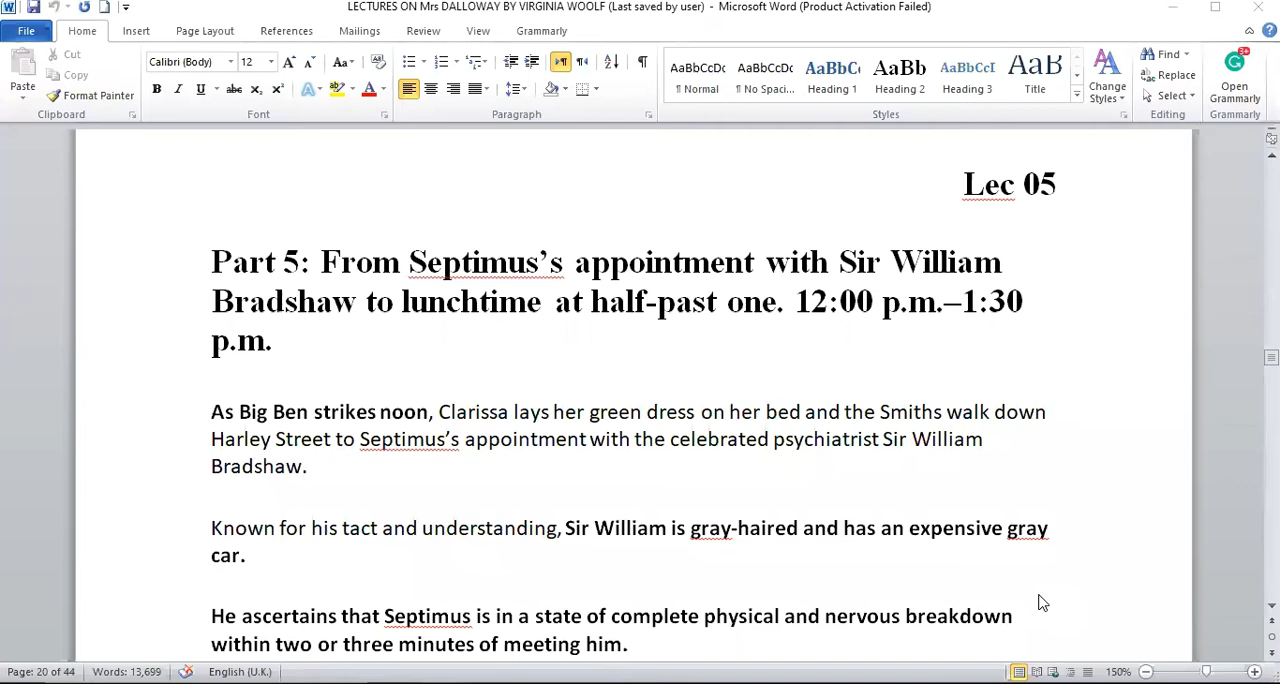 LECTURES ON Mrs DALLOWAY BY VIRGINIA WOOLF (Last saved by user) - Microsoft Word (Product Activation Failed)
File Home Insert Page Layout References Mailings Review View Grammarly
Paste
Cut
Copy
Format Painter
Clipboard
Calibri (Body) 12
Font
Paragraph
AaBbCcDc AaBbCcDc AaBbC AaBb AaBbCcI AaB
¶ Normal ¶ No Spaci... Heading 1 Heading 2 Heading 3 Title
Change Styles
Styles
Find
Replace
Select
Editing
Open Grammarly
Grammarly
Lec 05
Part 5: From Septimus’s appointment with Sir William
Bradshaw to lunchtime at half-past one. 12:00 p.m.–1:30
p.m.
As Big Ben strikes noon, Clarissa lays her green dress on her bed and the Smiths walk down
Harley Street to Septimus’s appointment with the celebrated psychiatrist Sir William
Bradshaw.
Known for his tact and understanding, Sir William is gray-haired and has an expensive gray
car.
He ascertains that Septimus is in a state of complete physical and nervous breakdown
within two or three minutes of meeting him.
Page: 20 of 44 Words: 13,699 English (U.K.) 150%